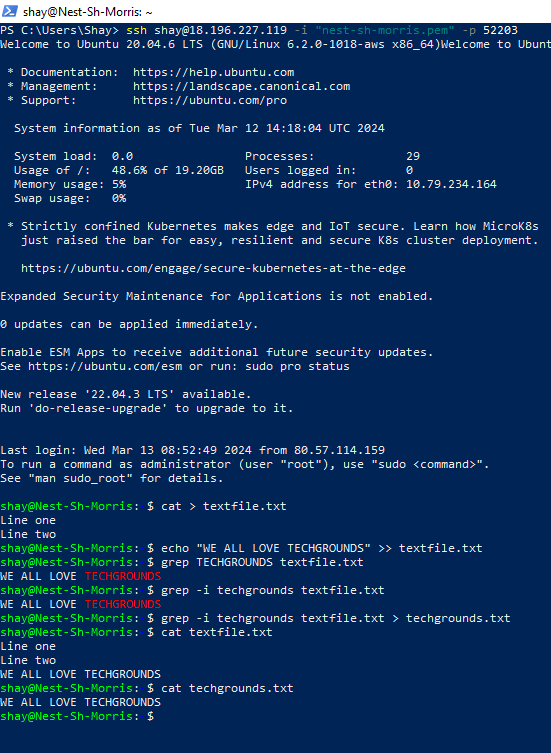 shay@Nest-Sh-Morris: ~
PS C:\Users\Shay> ssh shay@18.196.227.119 -i "nest-sh-morris.pem" -p 52203
Welcome to Ubuntu 20.04.6 LTS (GNU/Linux 6.2.0-1018-aws x86_64)Welcome to Ubunt
* Documentation: https://help.ubuntu.com
* Management: https://landscape.canonical.com
* Support: https://ubuntu.com/pro
System information as of Tue Mar 12 14:18:04 UTC 2024
System load: 0.0 Processes: 29
Usage of /: 48.6% of 19.20GB Users logged in: 0
Memory usage: 5% IPv4 address for eth0: 10.79.234.164
Swap usage: 0%
* Strictly confined Kubernetes makes edge and IoT secure. Learn how MicroK8s
just raised the bar for easy, resilient and secure K8s cluster deployment.
https://ubuntu.com/engage/secure-kubernetes-at-the-edge
Expanded Security Maintenance for Applications is not enabled.
0 updates can be applied immediately.
Enable ESM Apps to receive additional future security updates.
See https://ubuntu.com/esm or run: sudo pro status
New release '22.04.3 LTS' available.
Run 'do-release-upgrade' to upgrade to it.
Last login: Wed Mar 13 08:52:49 2024 from 80.57.114.159
To run a command as administrator (user "root"), use "sudo <command>".
See "man sudo_root" for details.
shay@Nest-Sh-Morris: $ cat > textfile.txt
Line one
Line two
shay@Nest-Sh-Morris: $ echo "WE ALL LOVE TECHGROUNDS" >> textfile.txt
shay@Nest-Sh-Morris: $ grep TECHGROUNDS textfile.txt
WE ALL LOVE TECHGROUNDS
shay@Nest-Sh-Morris: $ grep -i techgrounds textfile.txt
WE ALL LOVE TECHGROUNDS
shay@Nest-Sh-Morris: $ grep -i techgrounds textfile.txt > techgrounds.txt
shay@Nest-Sh-Morris: $ cat textfile.txt
Line one
Line two
WE ALL LOVE TECHGROUNDS
shay@Nest-Sh-Morris: $ cat techgrounds.txt
WE ALL LOVE TECHGROUNDS
shay@Nest-Sh-Morris: $